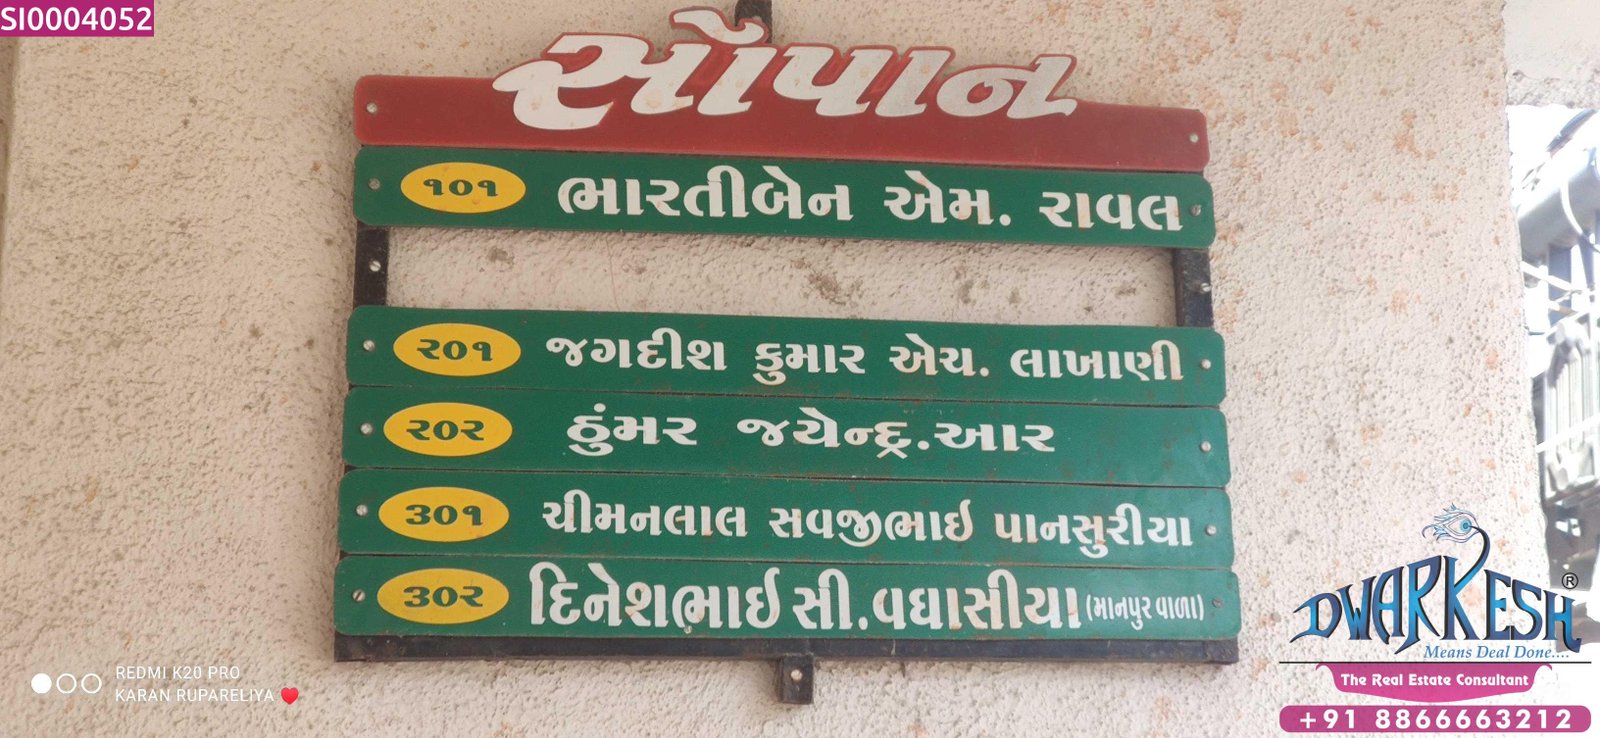 SI0004052
સૉપાન
૧૦૧ ભારતીબેન એમ. રાવલ
૨૦૧ જગદીશ કુમાર એચ. લાખાણી
૨૦૨ ઠુંમર જયેન્દ્ર.આર
૩૦૧ ચીમનલાલ સવજીભાઇ પાનસુરીયા
૩૦૨ દિનેશભાઇ સી.વઘાસીયા (માનપુર વાળા)
REDMI K20 PRO
KARAN RUPARELIYA ♥
DWARKESH®
Means Deal Done....
The Real Estate Consultant
+91 8866663212